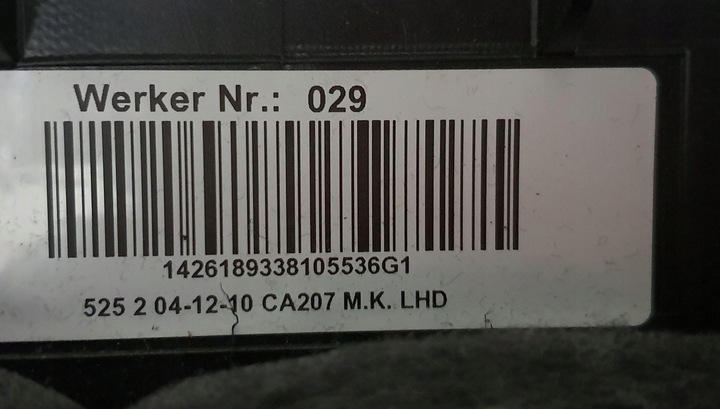 Werker Nr.: 029
1426189338105536G1
525 2 04-12-10 CA207 M.K. LHD